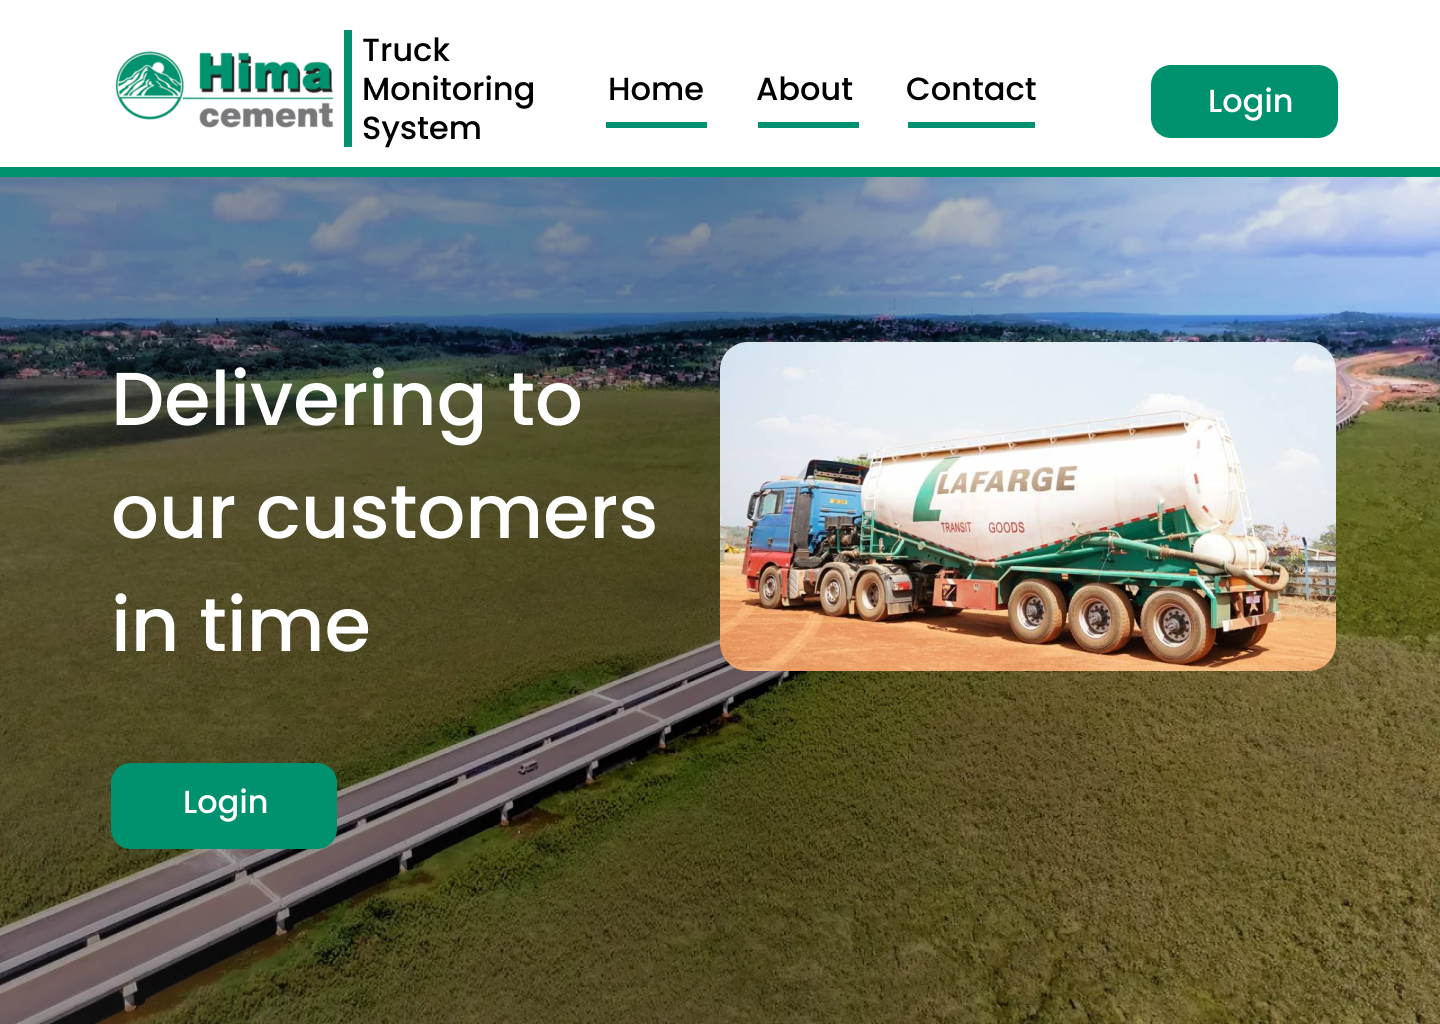 Hima
cement
Truck
Monitoring
System
Home
About
Contact
Login
Delivering to
our customers
in time
LAFARGE
TRANSIT GOODS
Login